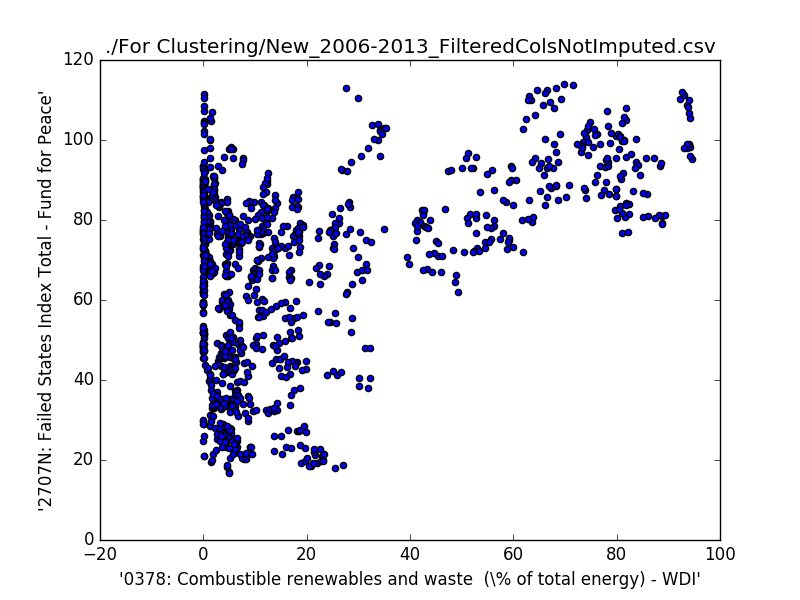 ./For Clustering/New_2006-2013_FilteredColsNotImputed.csv
120
100
80
60
40
20
0
'2707N: Failed States Index Total - Fund for Peace'
−20 0 20 40 60 80 100
'0378: Combustible renewables and waste  (\% of total energy) - WDI'